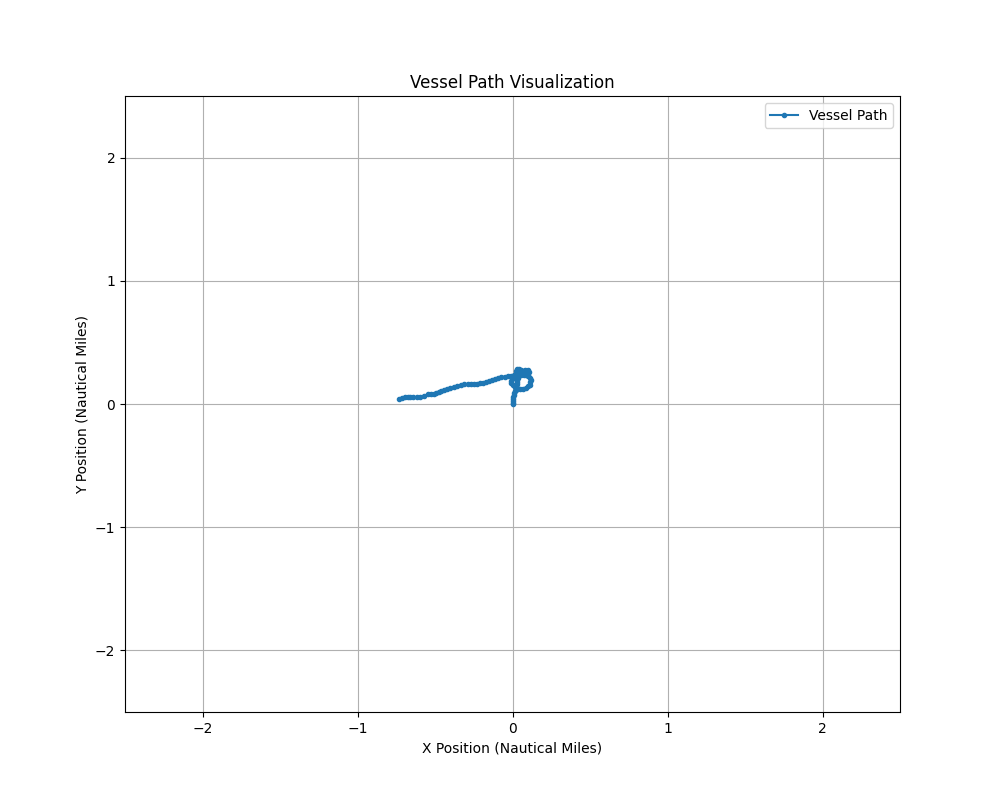 Vessel Path Visualization
Vessel Path
2
1
0
−1
−2
Y Position (Nautical Miles)
−2
−1
0
1
2
X Position (Nautical Miles)